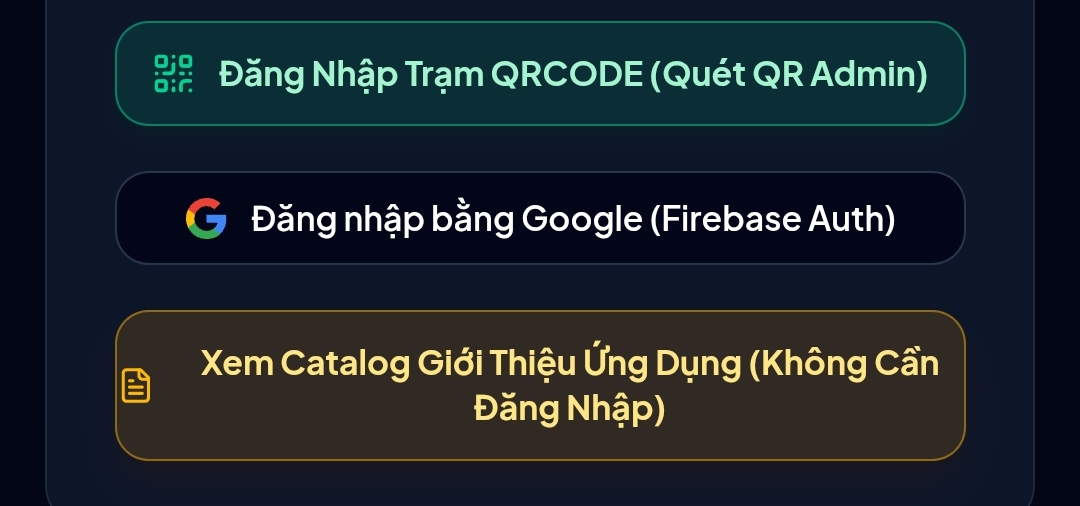 Đăng Nhập Trạm QRCODE (Quét QR Admin)
Đăng nhập bằng Google (Firebase Auth)
Xem Catalog Giới Thiệu Ứng Dụng (Không Cần
Đăng Nhập)